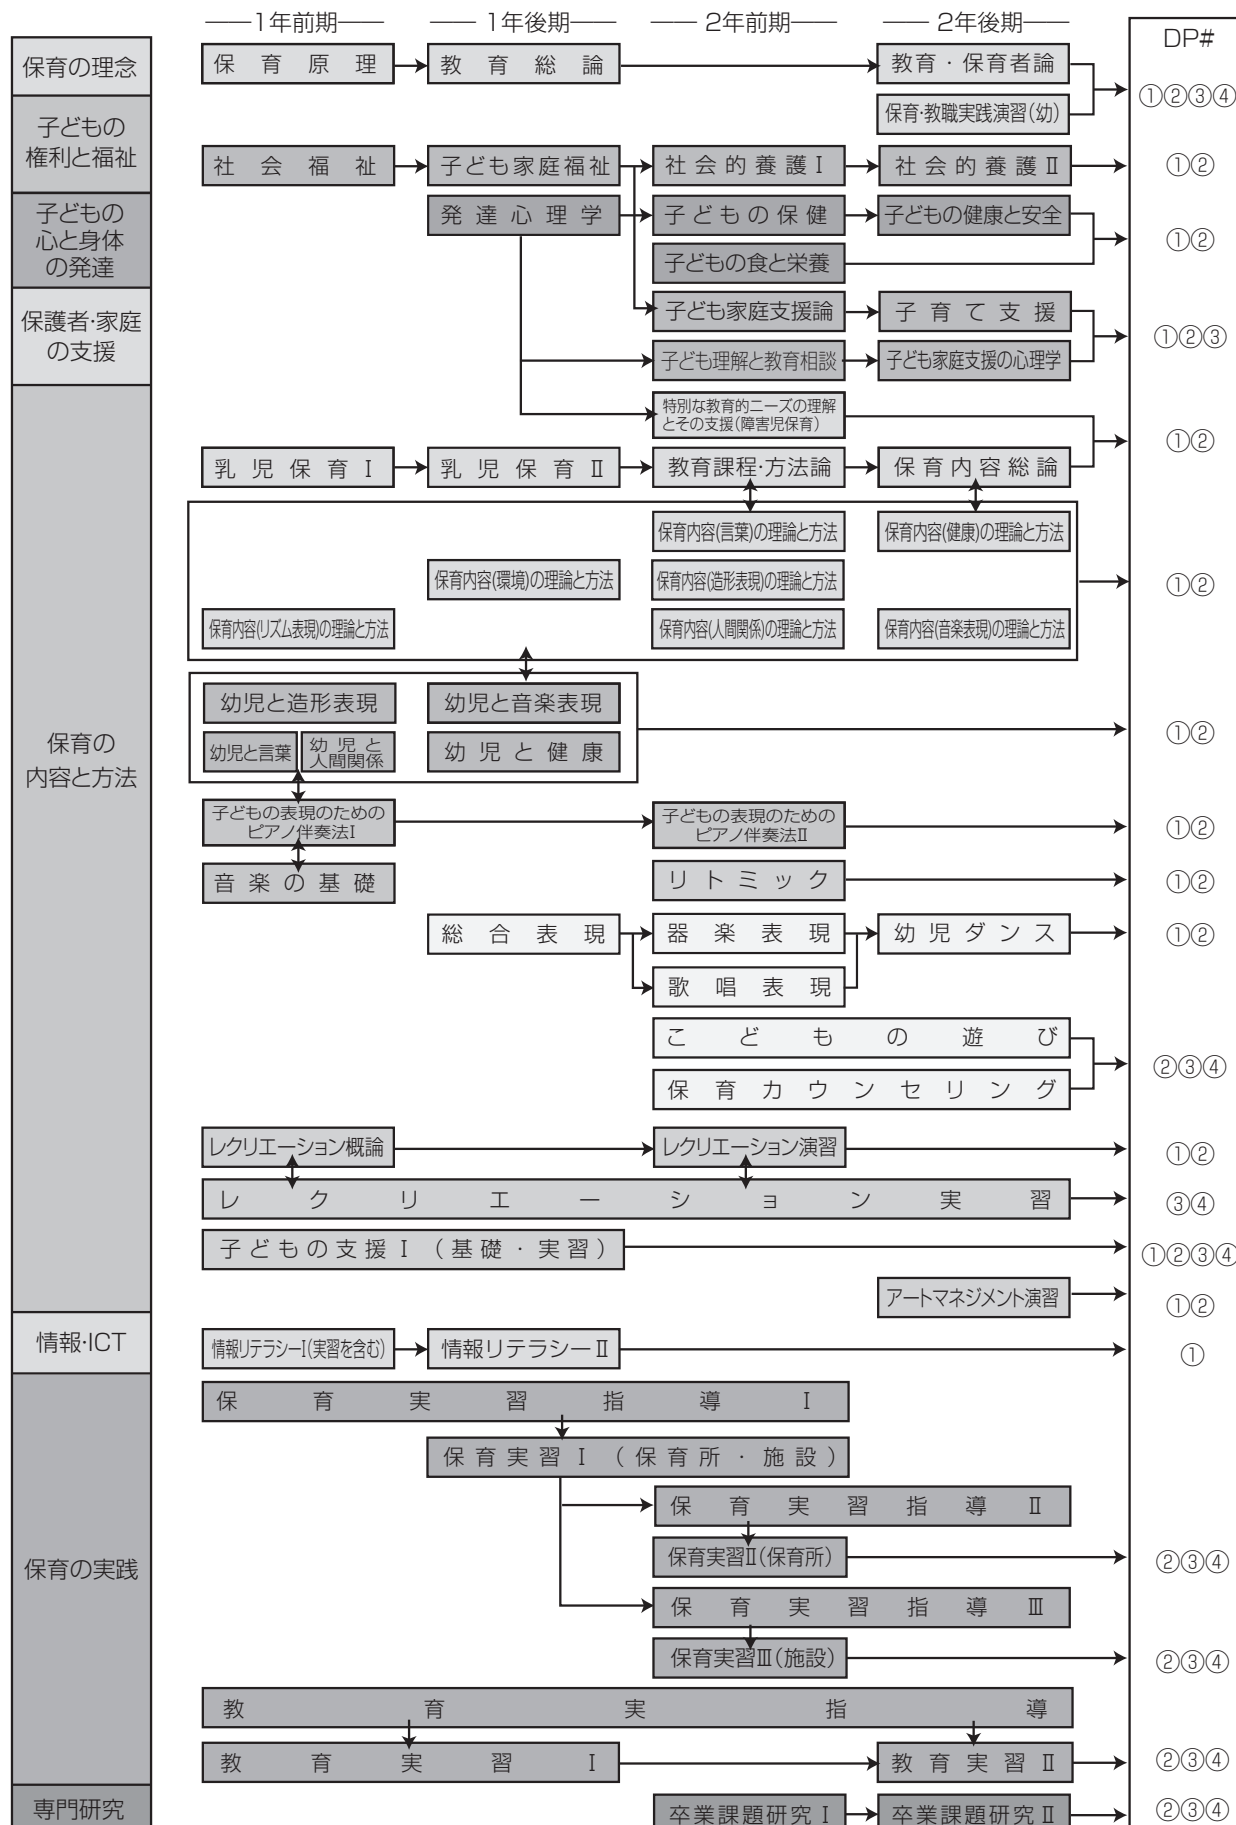 1年前期
1年後期
2年前期
2年後期
DP#
保育の理念
保育原理
教育総論
教育・保育者論
保育・教職実践演習(幼)
①②③④
子どもの
権利と福祉
社会福祉
子ども家庭福祉
社会的養護Ⅰ
社会的養護Ⅱ
①②
子どもの
心と身体
の発達
発達心理学
子どもの保健
子どもの健康と安全
子どもの食と栄養
①②
保護者・家庭
の支援
子ども家庭支援論
子育て支援
子ども理解と教育相談
子ども家庭支援の心理学
①②③
保育の
内容と方法
特別な教育的ニーズの理解
とその支援(障害児保育)
乳児保育Ⅰ
乳児保育Ⅱ
教育課程・方法論
保育内容総論
①②
保育内容(言葉)の理論と方法
保育内容(健康)の理論と方法
保育内容(環境)の理論と方法
保育内容(造形表現)の理論と方法
保育内容(リズム表現)の理論と方法
保育内容(人間関係)の理論と方法
保育内容(音楽表現)の理論と方法
①②
幼児と造形表現
幼児と音楽表現
幼児と言葉
幼児と
人間関係
幼児と健康
①②
子どもの表現のための
ピアノ伴奏法Ⅰ
子どもの表現のための
ピアノ伴奏法Ⅱ
①②
音楽の基礎
リトミック
①②
総合表現
器楽表現
幼児ダンス
①②
歌唱表現
こどもの遊び
保育カウンセリング
②③④
レクリエーション概論
レクリエーション演習
①②
レクリエーション実習
③④
子どもの支援Ⅰ(基礎・実習)
①②③④
アートマネジメント演習
①②
情報・ICT
情報リテラシーⅠ(実習を含む)
情報リテラシーⅡ
①
保育の実践
保育実習指導Ⅰ
保育実習Ⅰ(保育所・施設)
保育実習指導Ⅱ
保育実習Ⅱ(保育所)
②③④
保育実習指導Ⅲ
保育実習Ⅲ(施設)
②③④
教育実指導
教育実習Ⅰ
教育実習Ⅱ
②③④
専門研究
卒業課題研究Ⅰ
卒業課題研究Ⅱ
②③④